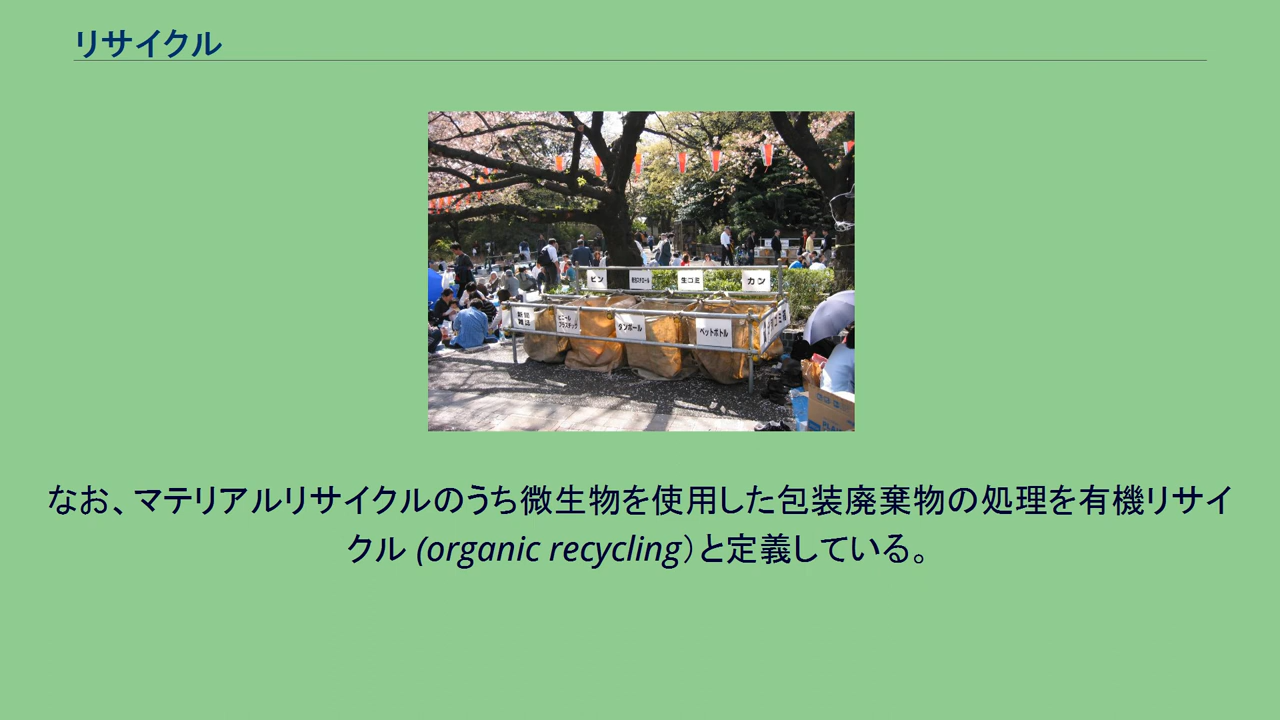 リサイクル
ビン
生ゴミ
カン
新聞
雑誌
ビニール
プラスチック
ダンボール
ペットボトル
なお、マテリアルリサイクルのうち微生物を使用した包装廃棄物の処理を有機リサイ
クル (organic recycling）と定義している。